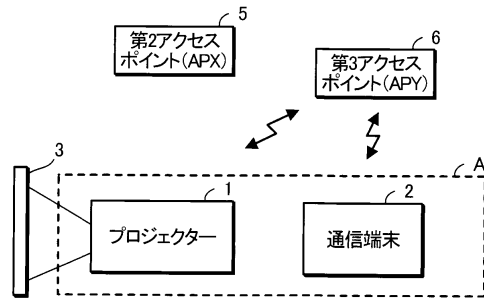 5
第2アクセス
ポイント(APX)
6
第3アクセス
ポイント(APY)
3
A
1
プロジェクター
2
通信端末